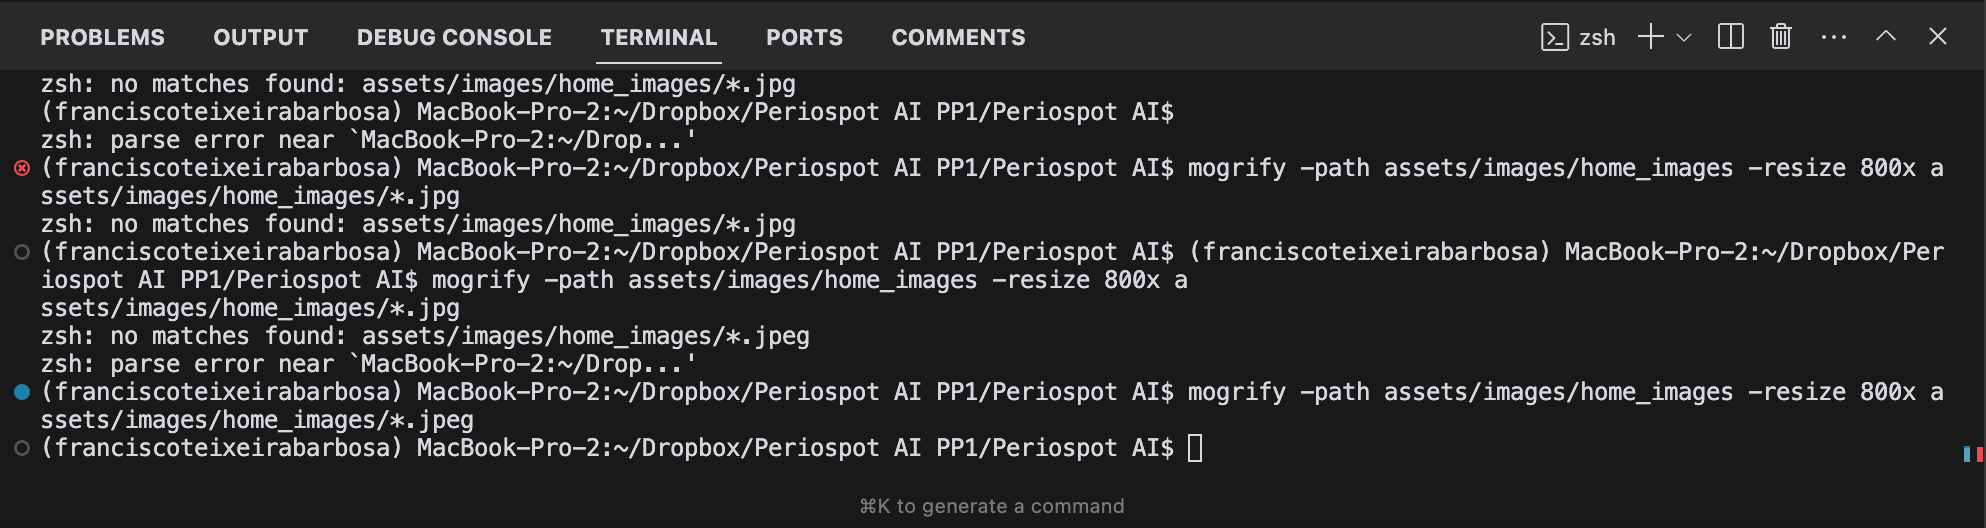 PROBLEMS OUTPUT DEBUG CONSOLE TERMINAL PORTS COMMENTS zsh
zsh: no matches found: assets/images/home_images/*.jpg
(franciscoteixeirabarbosa) MacBook-Pro-2:~/Dropbox/Periospot AI PP1/Periospot AI$
zsh: parse error near `MacBook-Pro-2:~/Drop...'
(franciscoteixeirabarbosa) MacBook-Pro-2:~/Dropbox/Periospot AI PP1/Periospot AI$ mogrify -path assets/images/home_images -resize 800x a
ssets/images/home_images/*.jpg
zsh: no matches found: assets/images/home_images/*.jpg
(franciscoteixeirabarbosa) MacBook-Pro-2:~/Dropbox/Periospot AI PP1/Periospot AI$ (franciscoteixeirabarbosa) MacBook-Pro-2:~/Dropbox/Per
iospot AI PP1/Periospot AI$ mogrify -path assets/images/home_images -resize 800x a
ssets/images/home_images/*.jpg
zsh: no matches found: assets/images/home_images/*.jpeg
zsh: parse error near `MacBook-Pro-2:~/Drop...'
(franciscoteixeirabarbosa) MacBook-Pro-2:~/Dropbox/Periospot AI PP1/Periospot AI$ mogrify -path assets/images/home_images -resize 800x a
ssets/images/home_images/*.jpeg
(franciscoteixeirabarbosa) MacBook-Pro-2:~/Dropbox/Periospot AI PP1/Periospot AI$
⌘K to generate a command